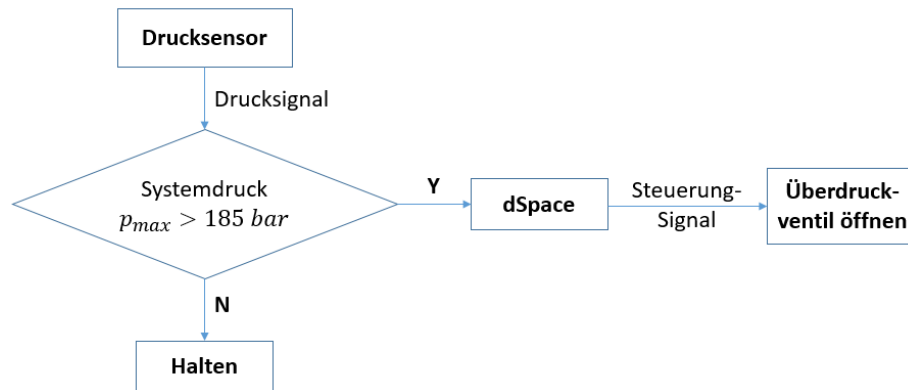 Drucksensor
Drucksignal
Systemdruck
p_max > 185 bar
Y
dSpace
Steuerung-
Signal
Überdruck-
ventil öffnen
N
Halten